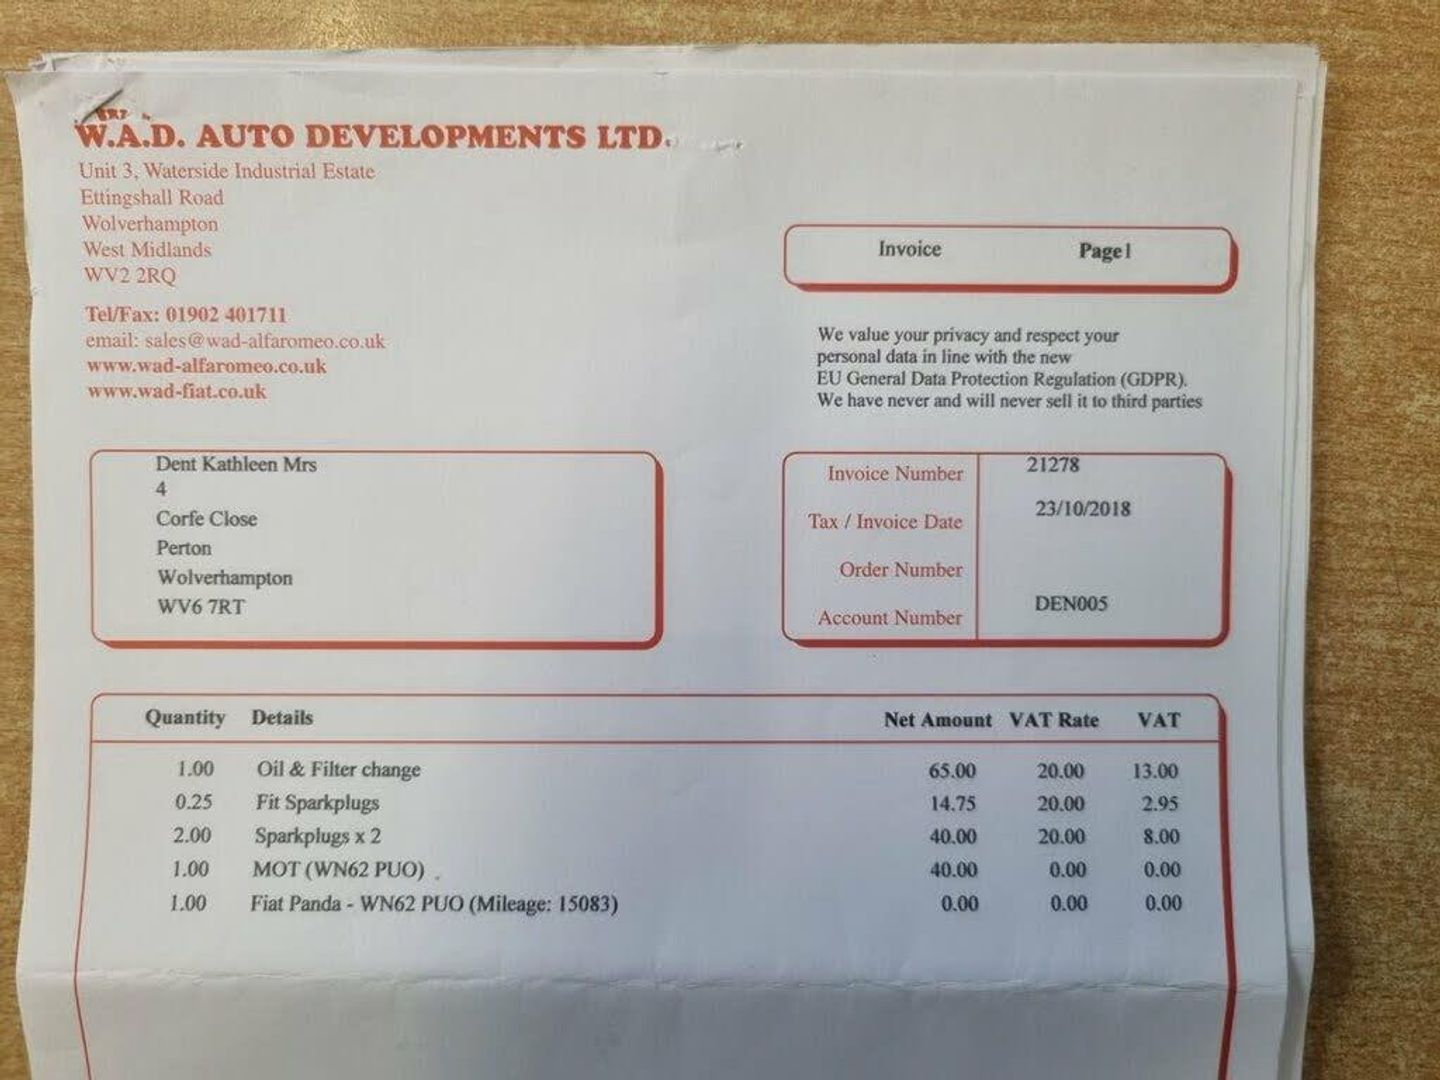 W.A.D. AUTO DEVELOPMENTS LTD.
Unit 3, Waterside Industrial Estate
Ettingshall Road
Wolverhampton
West Midlands
WV2 2RQ
Tel/Fax: 01902 401711
email: sales@wad-alfaromeo.co.uk
www.wad-alfaromeo.co.uk
www.wad-fiat.co.uk
Invoice Page1
We value your privacy and respect your
personal data in line with the new
EU General Data Protection Regulation (GDPR).
We have never and will never sell it to third parties
Dent Kathleen Mrs
4
Corfe Close
Perton
Wolverhampton
WV6 7RT
Invoice Number 21278
Tax / Invoice Date 23/10/2018
Order Number
Account Number DEN005
Quantity Details Net Amount VAT Rate VAT
1.00 Oil & Filter change 65.00 20.00 13.00
0.25 Fit Sparkplugs 14.75 20.00 2.95
2.00 Sparkplugs x 2 40.00 20.00 8.00
1.00 MOT (WN62 PUO) 40.00 0.00 0.00
1.00 Fiat Panda - WN62 PUO (Mileage: 15083) 0.00 0.00 0.00